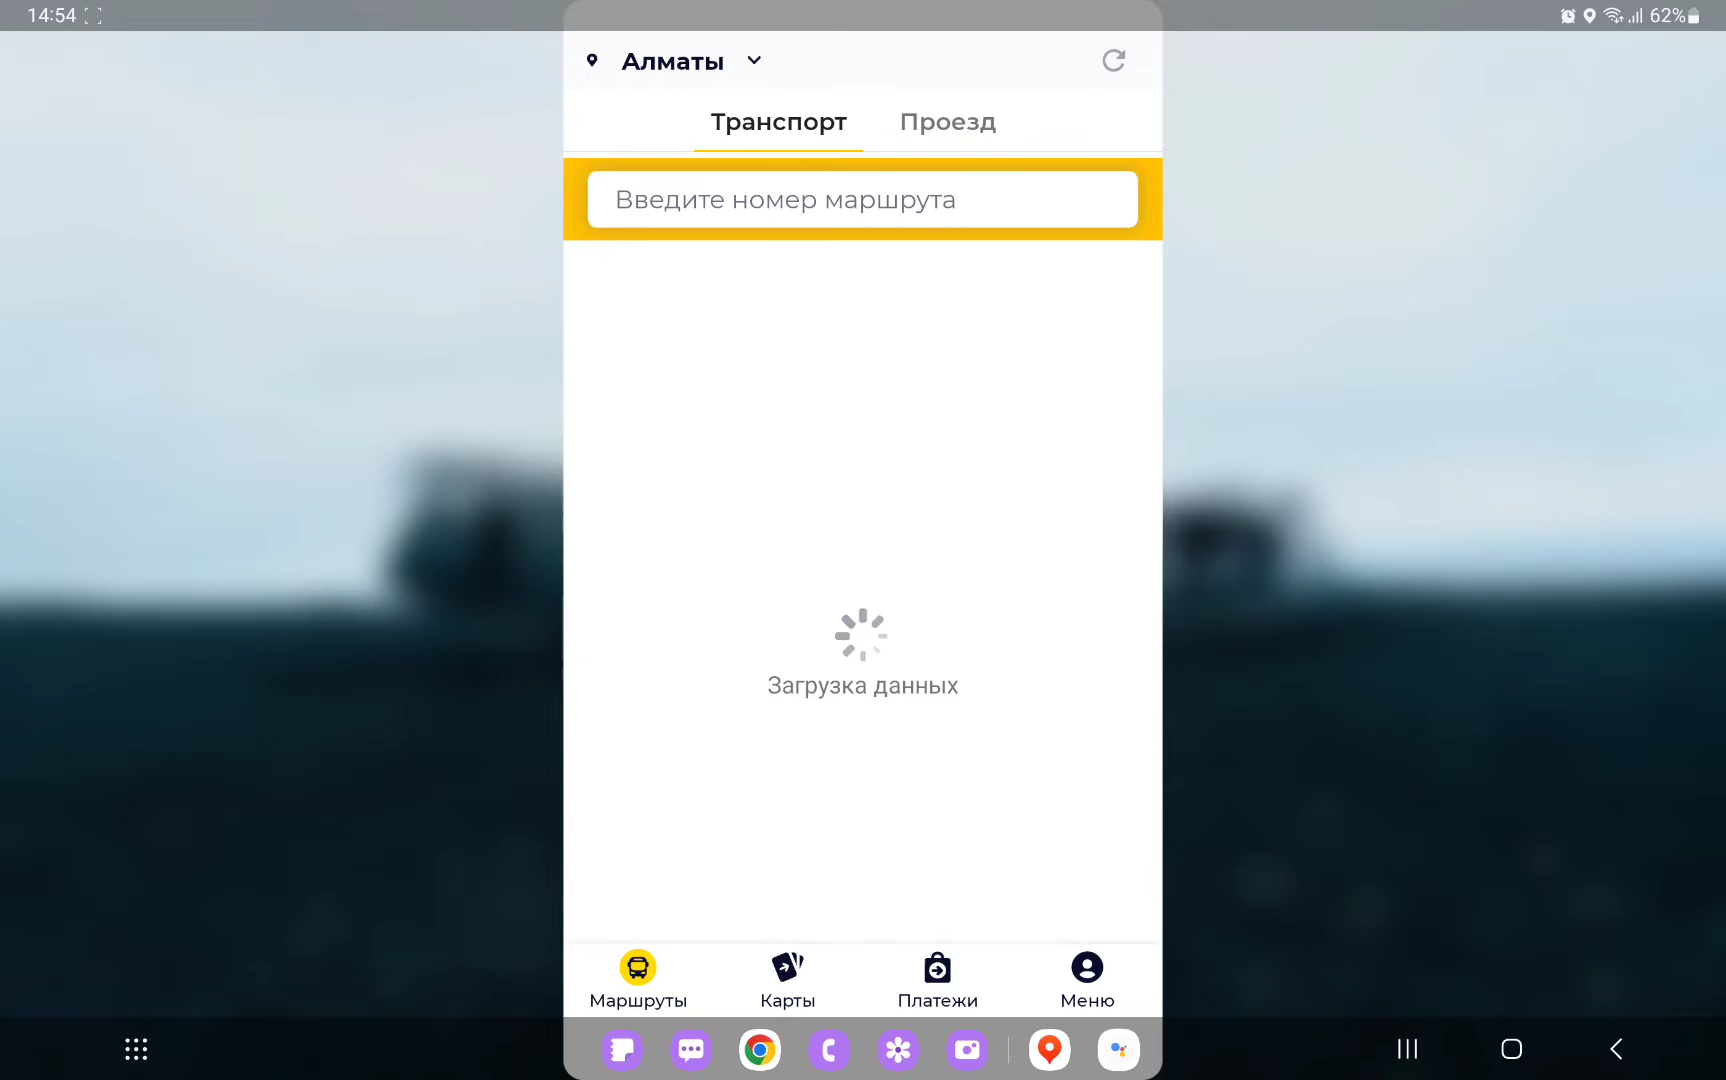 14:54
62%
Алматы
Транспорт Проезд
Введите номер маршрута
Загрузка данных
Маршруты Карты Платежи Меню